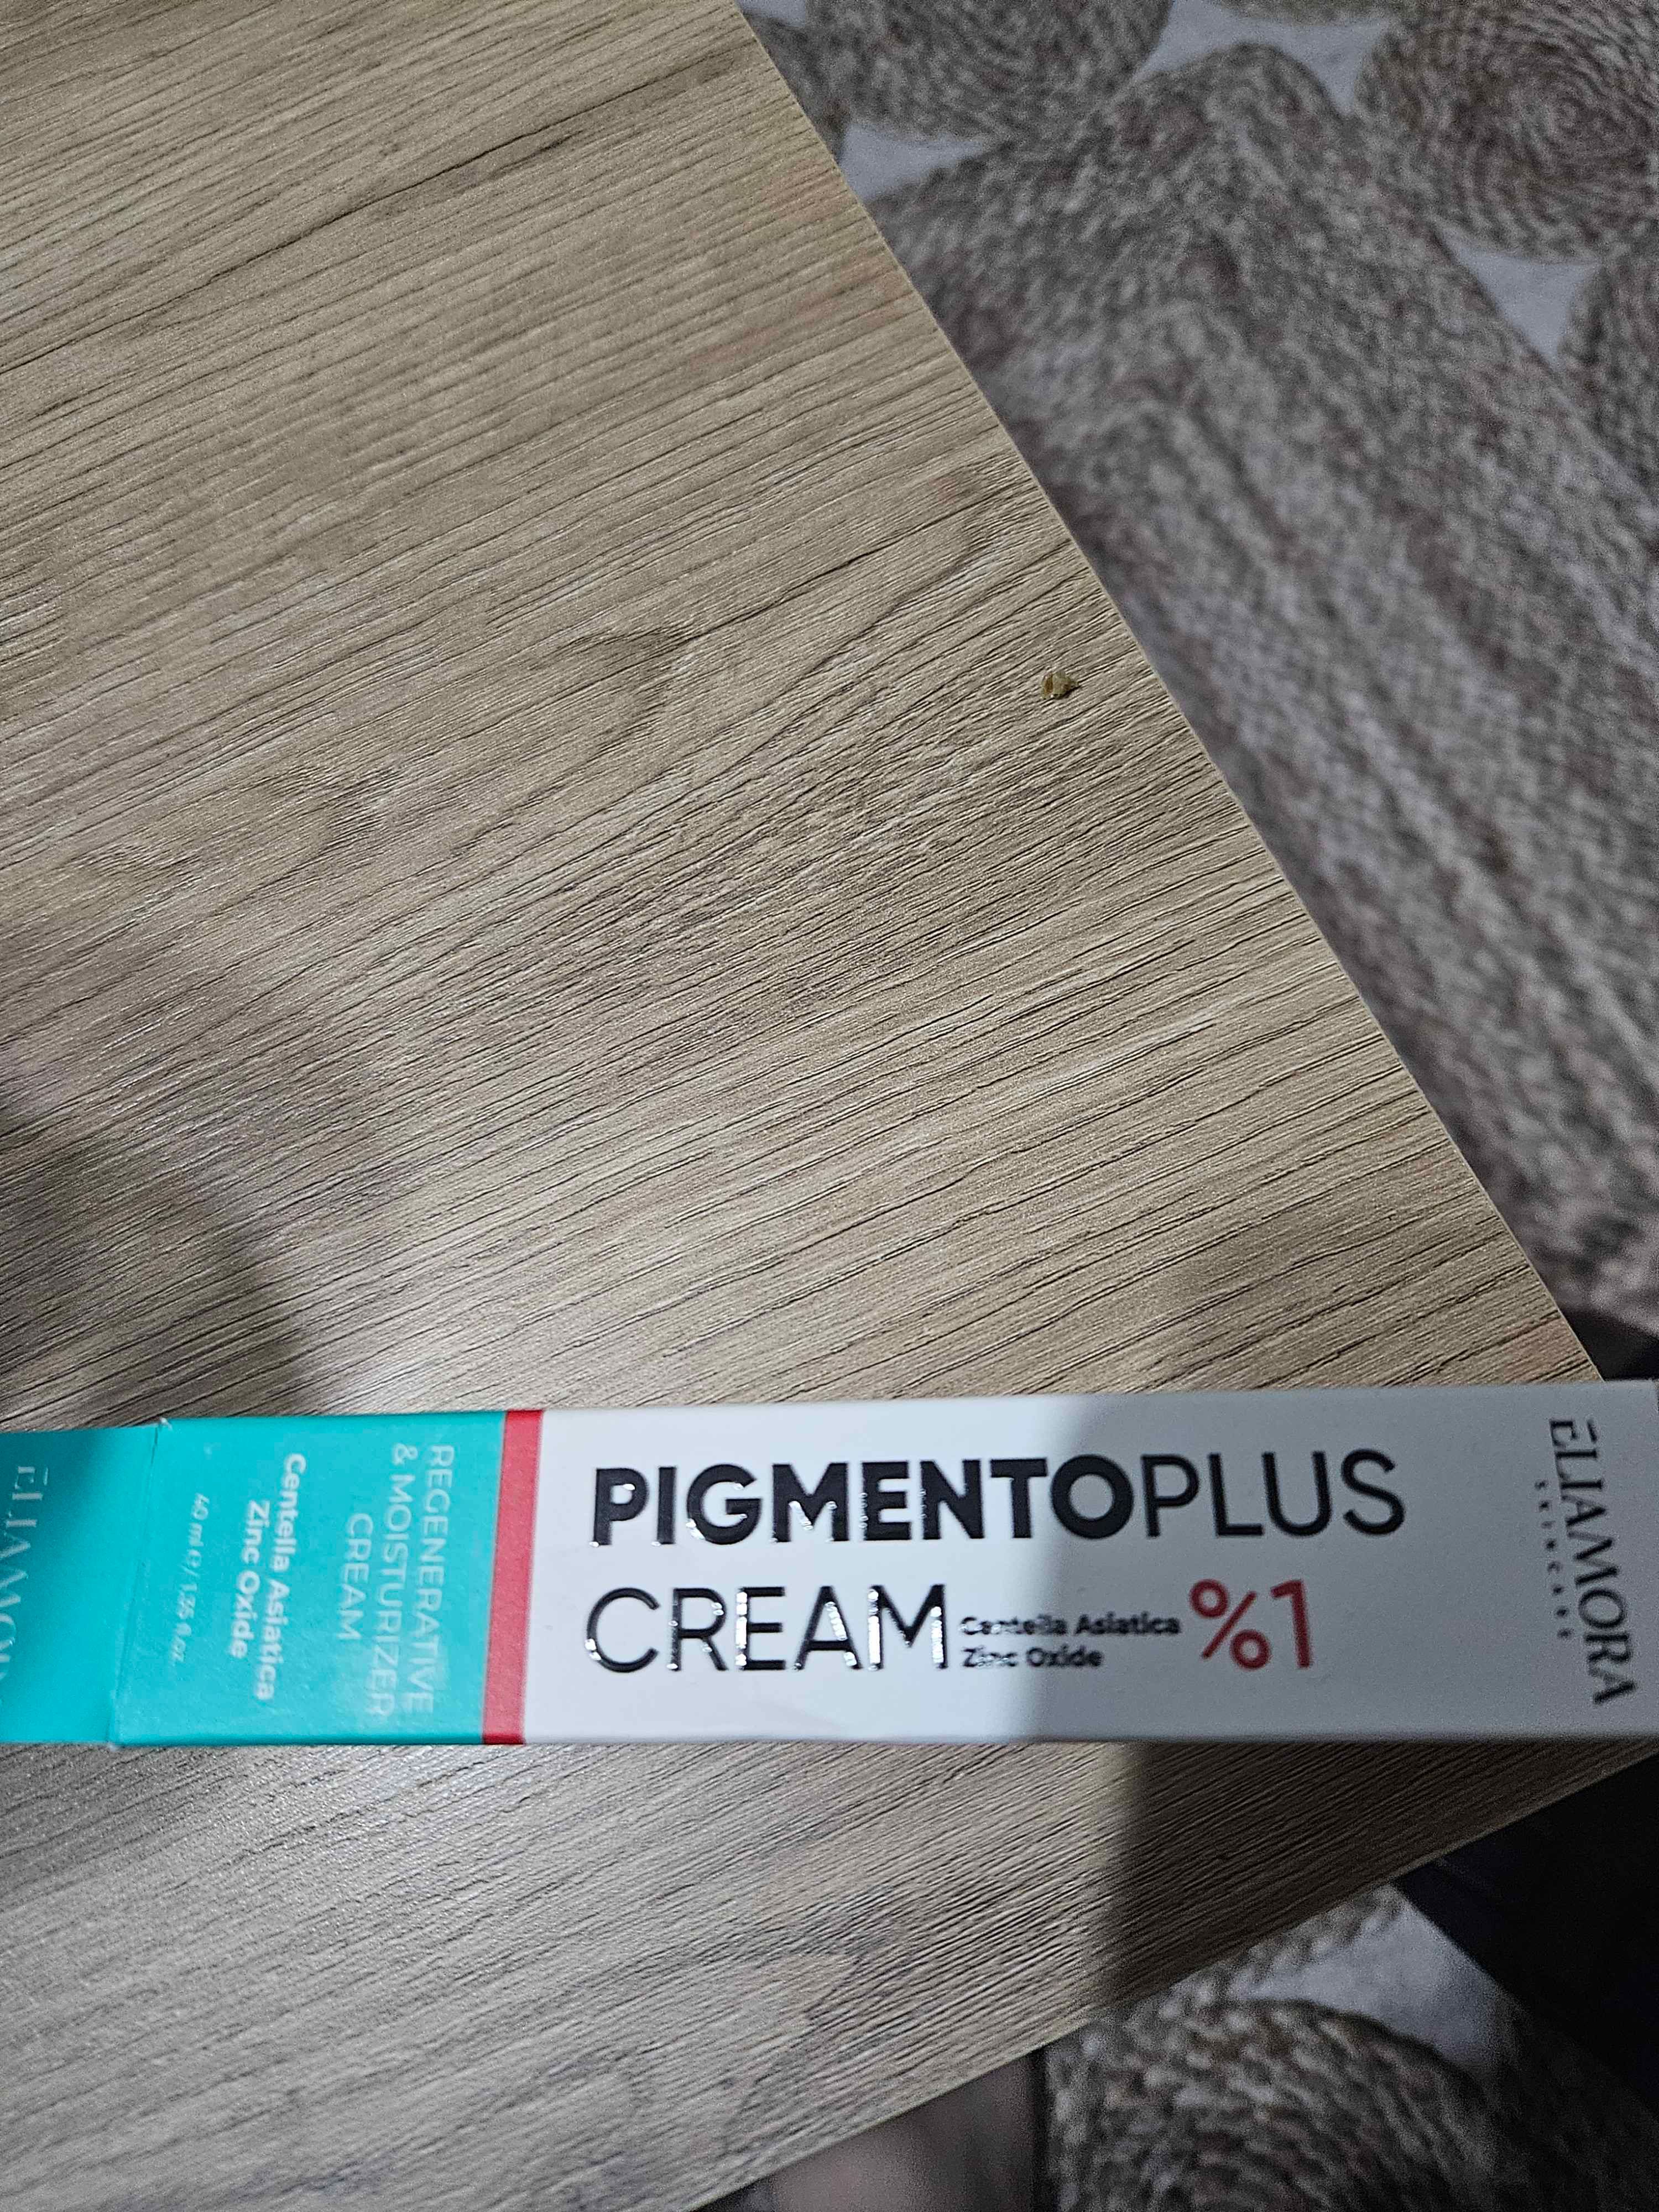 PIGMENTOPLUS
CREAM
Centella Asiatica
Zinc Oxide
%1
ELIAMORA
SKINCARE
REGENERATIVE
& MOISTURIZER
CREAM
Centella Asiatica
Zinc Oxide
40 ml ℮ / 1,35 fl.oz.